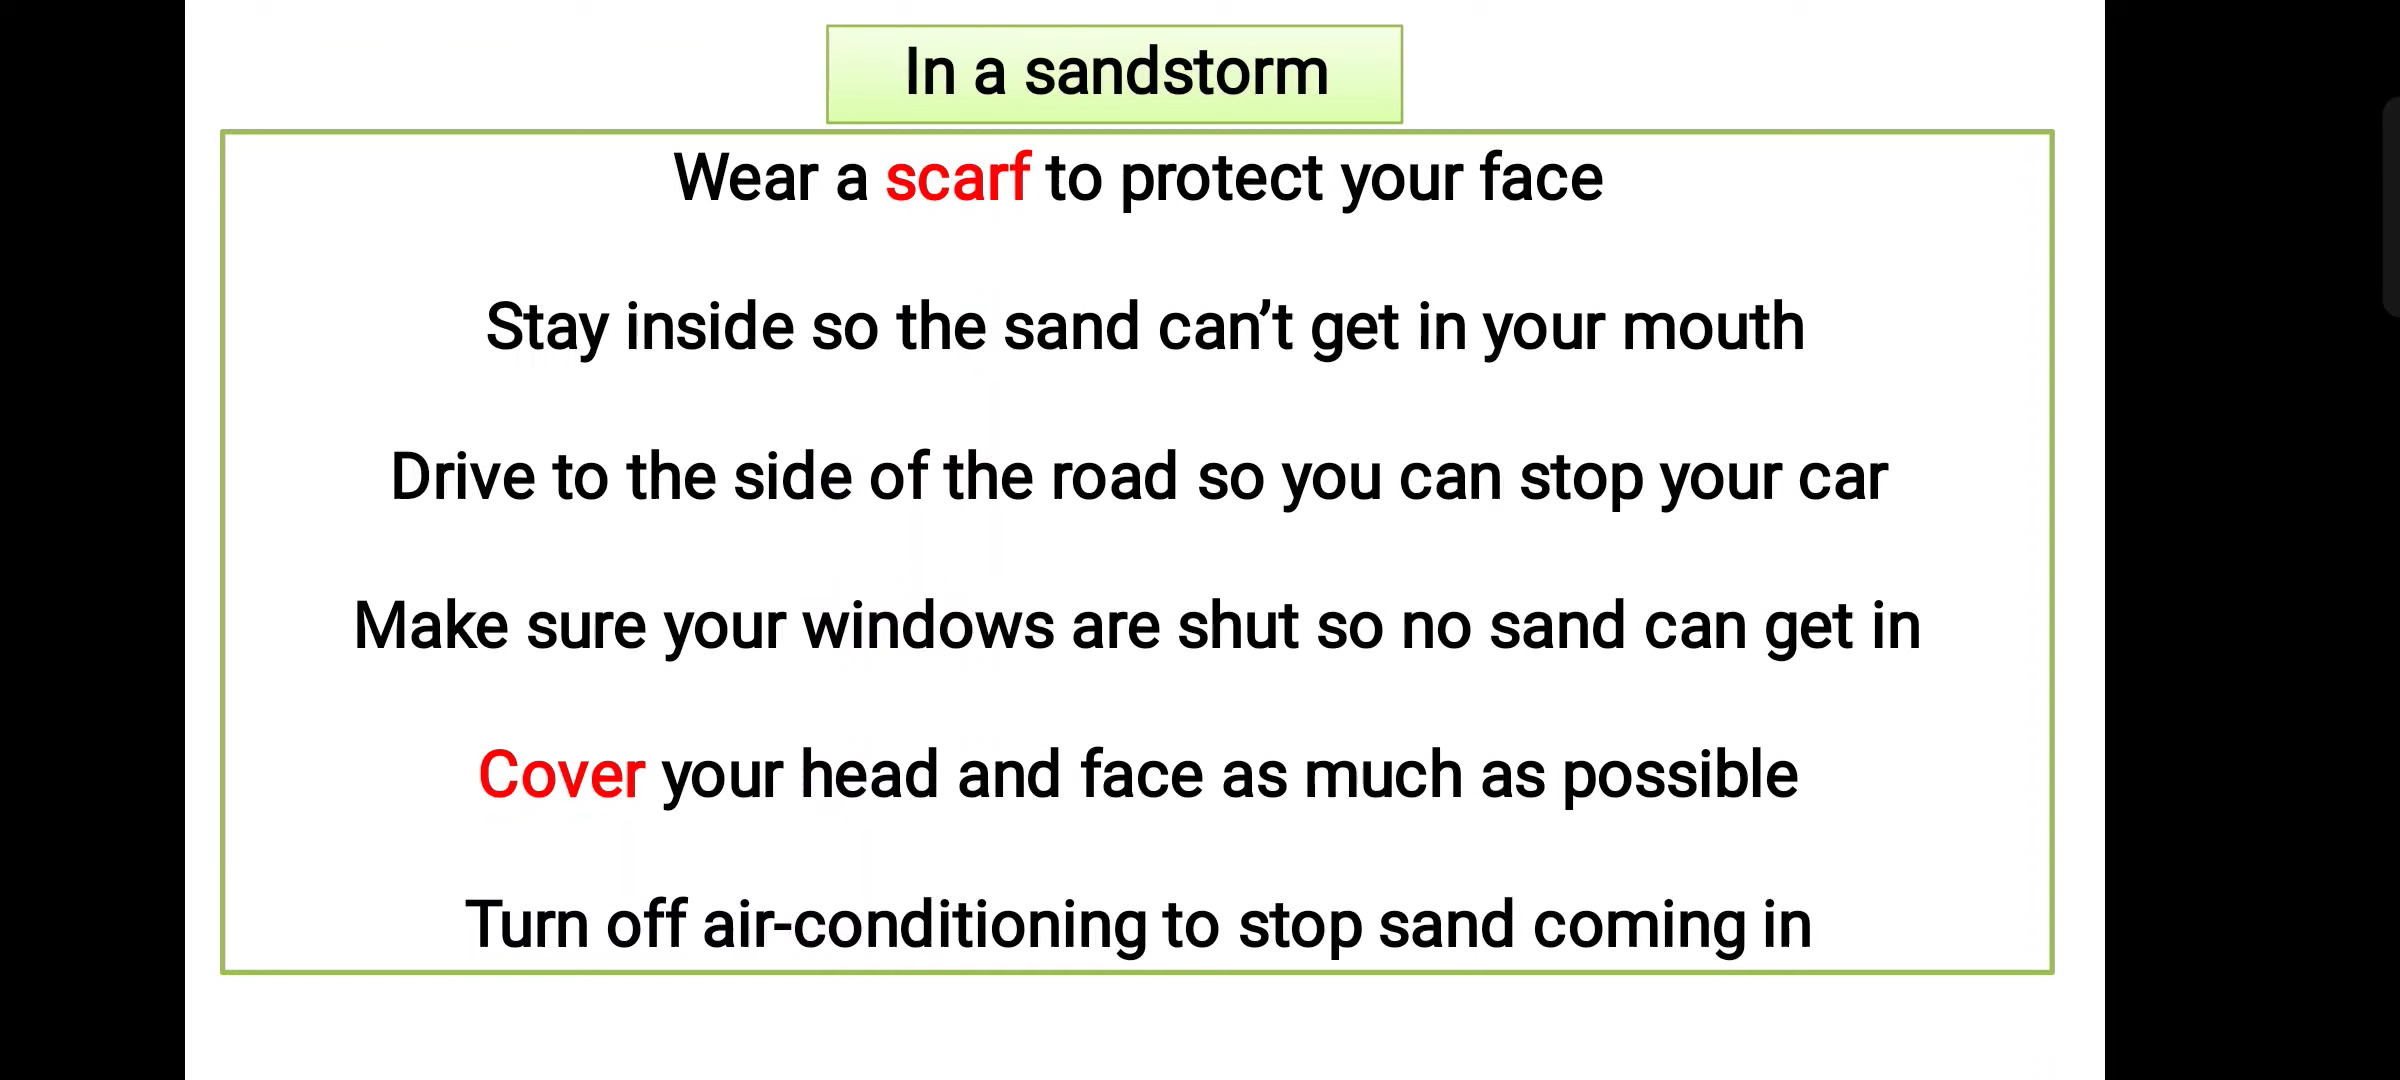 In a sandstorm
Wear a scarf to protect your face
Stay inside so the sand can’t get in your mouth
Drive to the side of the road so you can stop your car
Make sure your windows are shut so no sand can get in
Cover your head and face as much as possible
Turn off air-conditioning to stop sand coming in